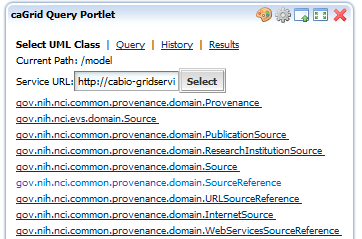 caGrid Query Portlet
Select UML Class | Query | History | Results
Current Path: /model
Service URL: http://cabio-gridservi Select
gov.nih.nci.common.provenance.domain.Provenance
gov.nih.nci.evs.domain.Source
gov.nih.nci.common.provenance.domain.PublicationSource
gov.nih.nci.common.provenance.domain.ResearchInstitutionSource
gov.nih.nci.common.provenance.domain.Source
gov.nih.nci.common.provenance.domain.SourceReference
gov.nih.nci.common.provenance.domain.URLSourceReference
gov.nih.nci.common.provenance.domain.InternetSource
gov.nih.nci.common.provenance.domain.WebServicesSourceReference